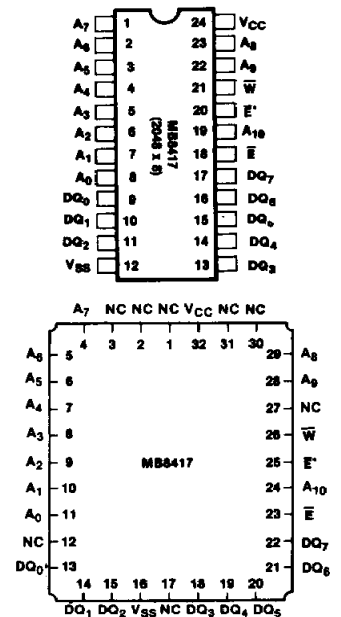 A7 1 24 VCC
A6 2 23 A8
A5 3 22 A9
A4 4 21 W̅
A3 5 20 E̅*
A2 6 19 A10
A1 7 18 E̅
A0 8 17 DQ7
DQ0 9 16 DQ6
DQ1 10 15
DQ2 11 14 DQ4
VSS 12 13 DQ3
MB8417
(2048 x 8)
A7 NC NC NC VCC NC NC
4 3 2 1 32 31 30
A6 5 29 A8
A5 6 28 A9
A4 7 27 NC
A3 8 26 W̅
A2 9 MB8417 25 E̅*
A1 10 24 A10
A0 11 23 E̅
NC 12 22 DQ7
DQ0 13 21 DQ6
14 15 16 17 18 19 20
DQ1 DQ2 VSS NC DQ3 DQ4 DQ5